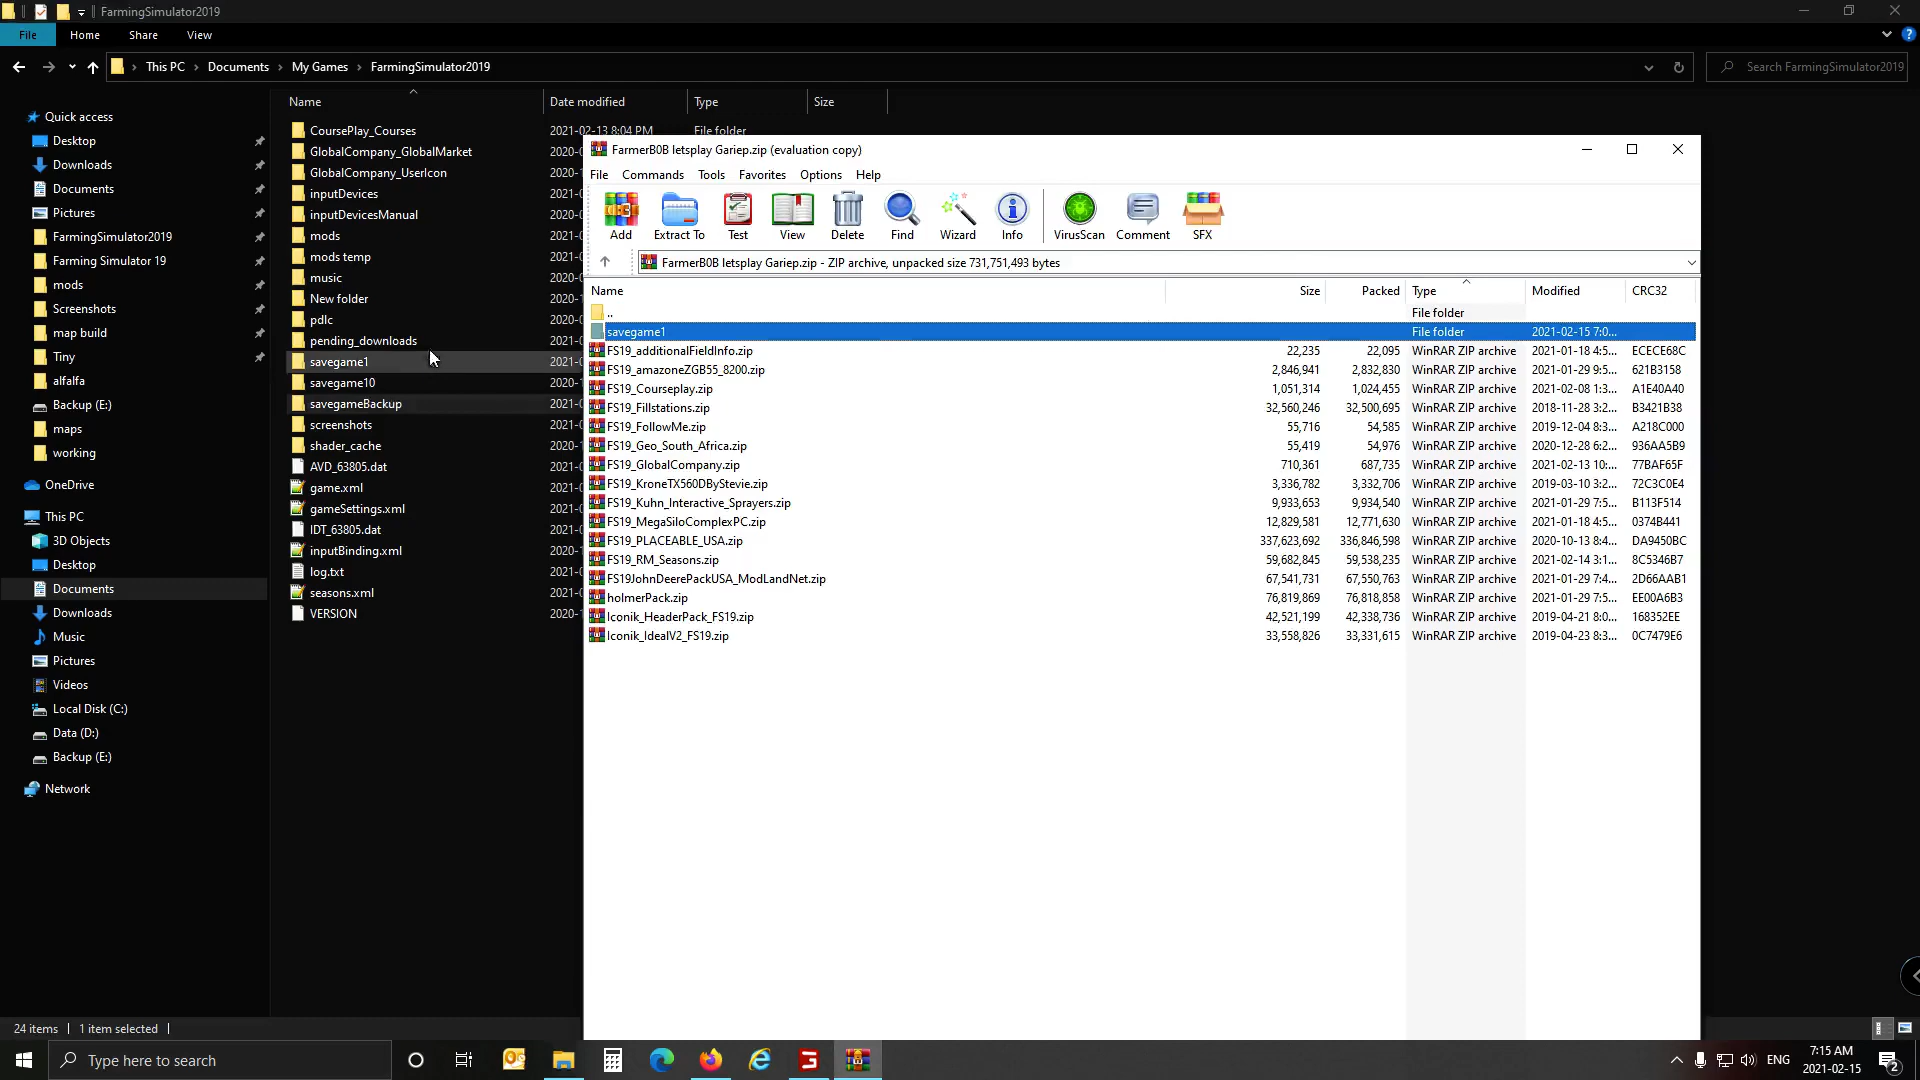 FarmingSimulator2019
File Home Share View
This PC Documents My Games FarmingSimulator2019
Search FarmingSimulator2019
Quick access
Desktop
Downloads
Documents
Pictures
FarmingSimulator2019
Farming Simulator 19
mods
Screenshots
map build
Tiny
alfalfa
Backup (E:)
maps
working
OneDrive
This PC
3D Objects
Desktop
Documents
Downloads
Music
Pictures
Videos
Local Disk (C:)
Data (D:)
Backup (E:)
Network
Name Date modified Type Size
CoursePlay_Courses 2021-02-13 8:04 PM File folder
GlobalCompany_GlobalMarket
GlobalCompany_UserIcon
inputDevices
inputDevicesManual
mods
mods temp
music
New folder
pdlc
pending_downloads
savegame1
savegame10
savegameBackup
screenshots
shader_cache
AVD_63805.dat
game.xml
gameSettings.xml
IDT_63805.dat
inputBinding.xml
log.txt
seasons.xml
VERSION
FarmerB0B letsplay Gariep.zip (evaluation copy)
File Commands Tools Favorites Options Help
Add Extract To Test View Delete Find Wizard Info VirusScan Comment SFX
FarmerB0B letsplay Gariep.zip - ZIP archive, unpacked size 731,751,493 bytes
Name Size Packed Type Modified CRC32
.. File folder
savegame1 File folder 2021-02-15 7:0...
FS19_additionalFieldInfo.zip 22,235 22,095 WinRAR ZIP archive 2021-01-18 4:5... ECECE68C
FS19_amazoneZGB55_8200.zip 2,846,941 2,832,830 WinRAR ZIP archive 2021-01-29 9:5... 621B3158
FS19_Courseplay.zip 1,051,314 1,024,455 WinRAR ZIP archive 2021-02-08 1:3... A1E40A40
FS19_Fillstations.zip 32,560,246 32,500,695 WinRAR ZIP archive 2018-11-28 3:2... B3421B38
FS19_FollowMe.zip 55,716 54,585 WinRAR ZIP archive 2019-12-04 8:3... A218C000
FS19_Geo_South_Africa.zip 55,419 54,976 WinRAR ZIP archive 2020-12-28 6:2... 936AA5B9
FS19_GlobalCompany.zip 710,361 687,735 WinRAR ZIP archive 2021-02-13 10:... 77BAF65F
FS19_KroneTX560DByStevie.zip 3,336,782 3,332,706 WinRAR ZIP archive 2019-03-10 3:2... 72C3C0E4
FS19_Kuhn_Interactive_Sprayers.zip 9,933,653 9,934,540 WinRAR ZIP archive 2021-01-29 7:5... B113F514
FS19_MegaSiloComplexPC.zip 12,829,581 12,771,630 WinRAR ZIP archive 2021-01-18 4:5... 0374B441
FS19_PLACEABLE_USA.zip 337,623,692 336,846,598 WinRAR ZIP archive 2020-10-13 8:4... DA9450BC
FS19_RM_Seasons.zip 59,682,845 59,538,235 WinRAR ZIP archive 2021-02-14 3:1... 8C5346B7
FS19JohnDeerePackUSA_ModLandNet.zip 67,541,731 67,550,763 WinRAR ZIP archive 2021-01-29 7:4... 2D66AAB1
holmerPack.zip 76,819,869 76,818,858 WinRAR ZIP archive 2021-01-29 7:5... EE00A6B3
Iconik_HeaderPack_FS19.zip 42,521,199 42,338,736 WinRAR ZIP archive 2019-04-21 8:0... 168352EE
Iconik_IdealV2_FS19.zip 33,558,826 33,331,615 WinRAR ZIP archive 2019-04-23 8:3... 0C7479E6
24 items 1 item selected
Type here to search
ENG
7:15 AM
2021-02-15
2